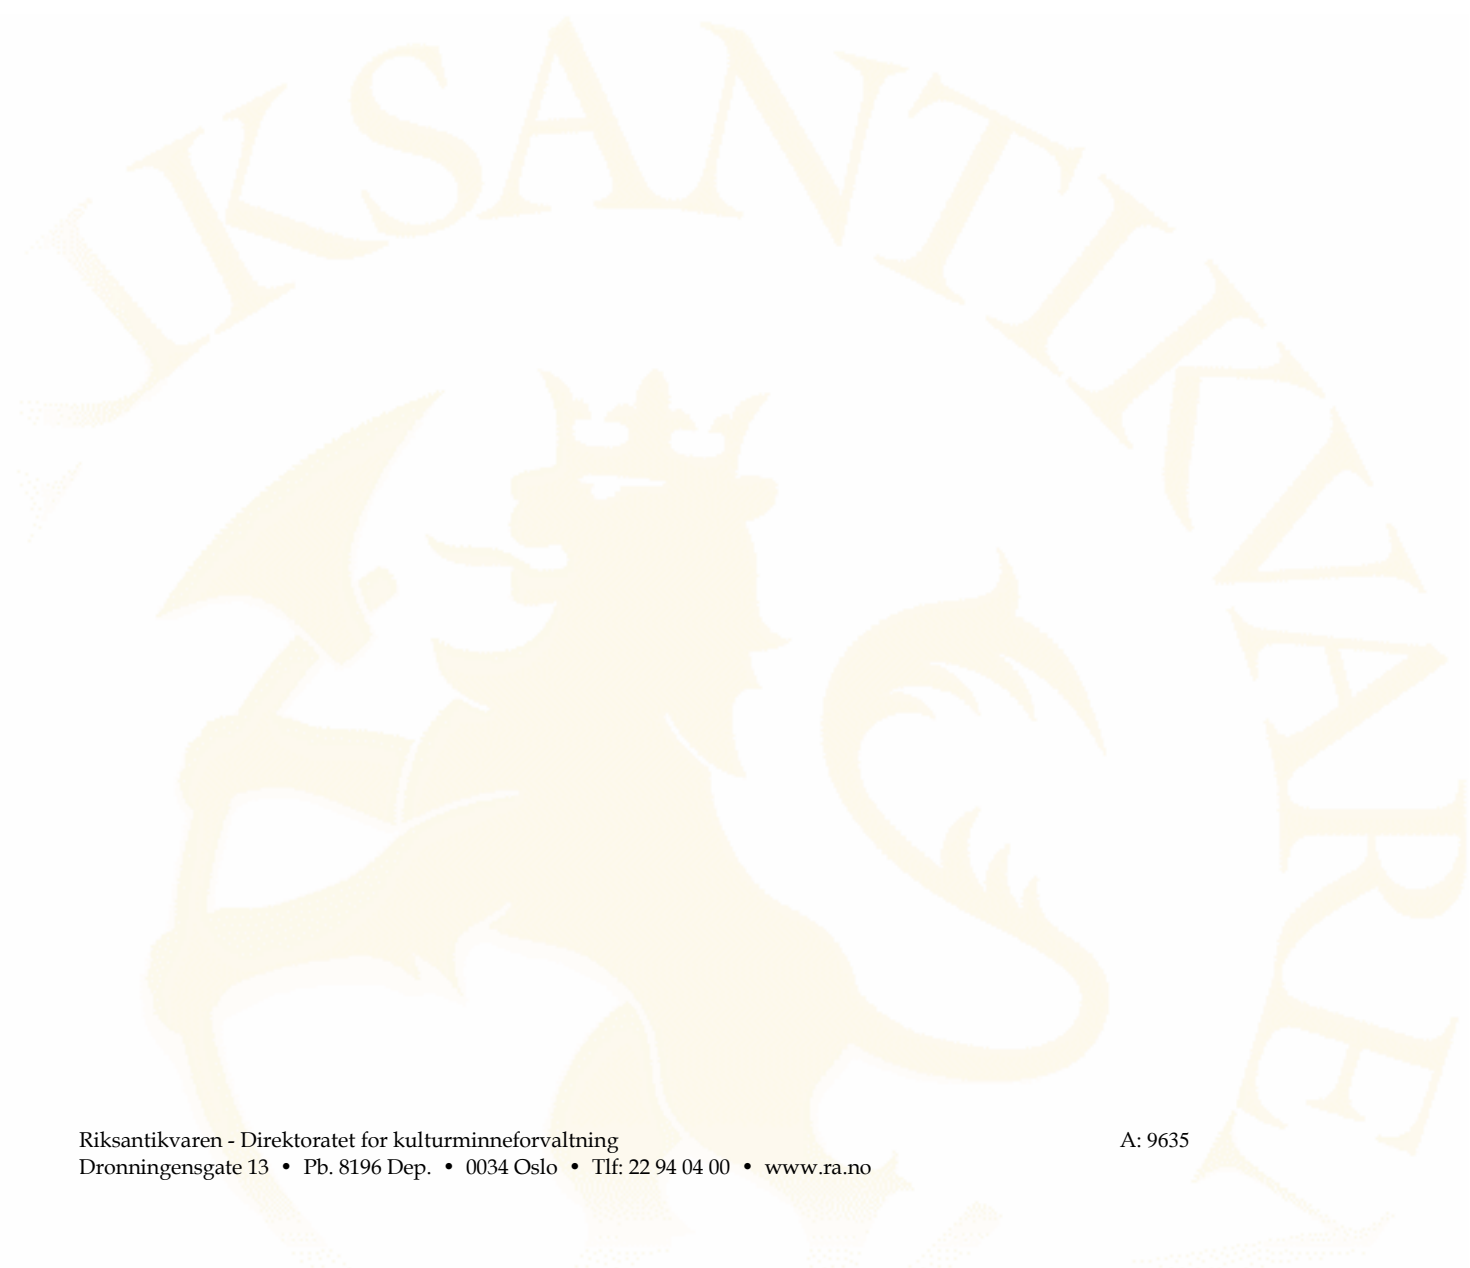 RIKSANTIKVAREN
Riksantikvaren - Direktoratet for kulturminneforvaltning
A: 9635
Dronningensgate 13 • Pb. 8196 Dep. • 0034 Oslo • Tlf: 22 94 04 00 • www.ra.no